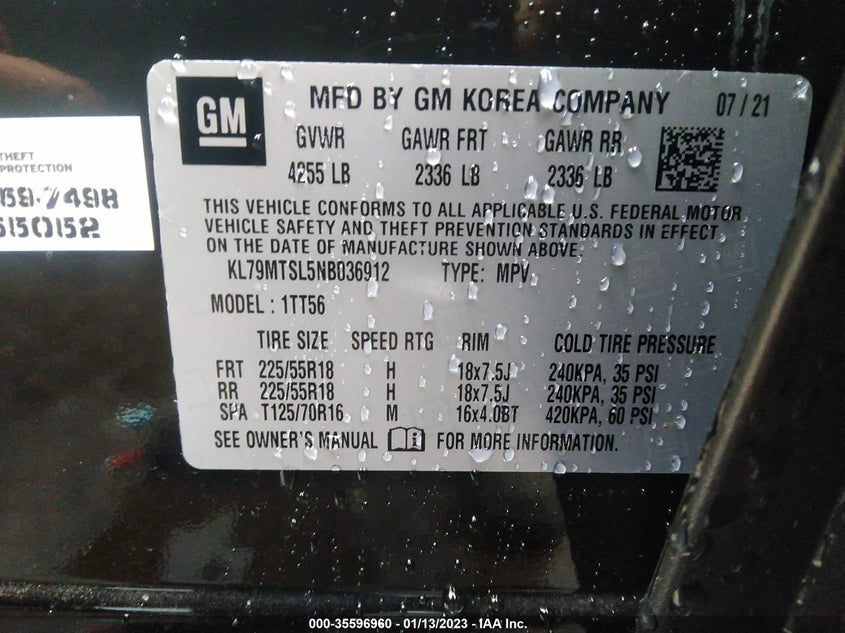 THEFT
PROTECTION
GM
MFD BY GM KOREA COMPANY 07 / 21
GVWR GAWR FRT GAWR RR
4255 LB 2336 LB 2336 LB
THIS VEHICLE CONFORMS TO ALL APPLICABLE U.S. FEDERAL MOTOR
VEHICLE SAFETY AND THEFT PREVENTION STANDARDS IN EFFECT
ON THE DATE OF MANUFACTURE SHOWN ABOVE.
KL79MTSL5NB036912 TYPE: MPV
MODEL : 1TT56
TIRE SIZE SPEED RTG RIM COLD TIRE PRESSURE
FRT 225/55R18 H 18x7.5J 240KPA, 35 PSI
RR 225/55R18 H 18x7.5J 240KPA, 35 PSI
SPA T125/70R16 M 16x4.0BT 420KPA, 60 PSI
SEE OWNER'S MANUAL FOR MORE INFORMATION.
000-35596960 - 01/13/2023 - IAA Inc.